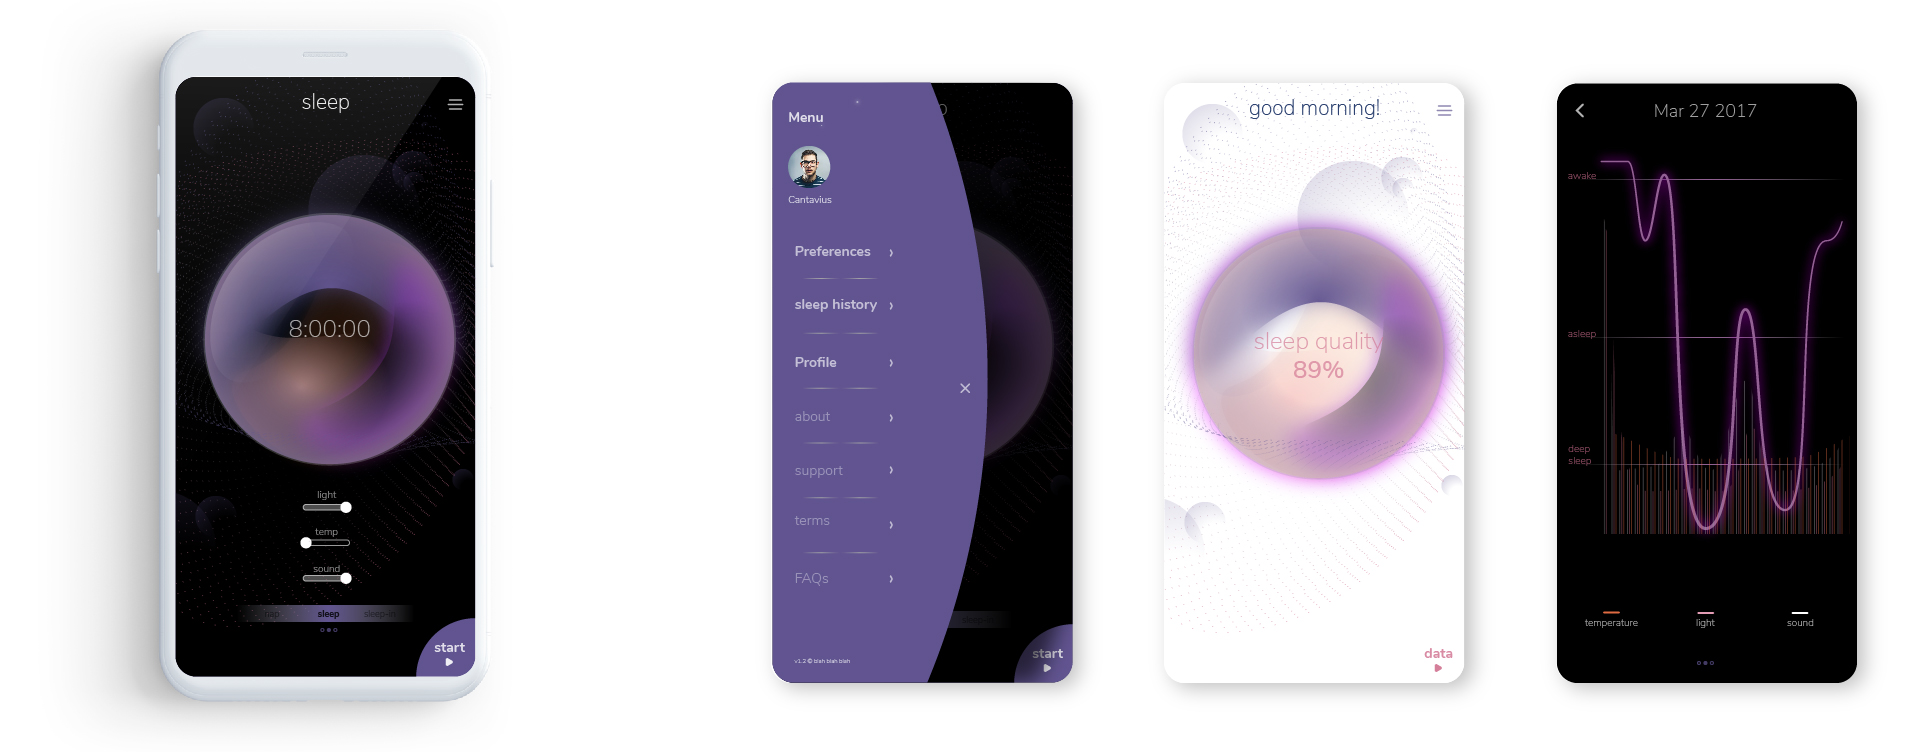 sleep
8:00:00
light
temp
sound
nap sleep sleep-in
start
Menu
Cantavius
Preferences
sleep history
Profile
about
support
terms
FAQs
v1.2 © blah blah blah
start
good morning!
sleep quality
89%
data
Mar 27 2017
awake
asleep
deep
sleep
temperature light sound